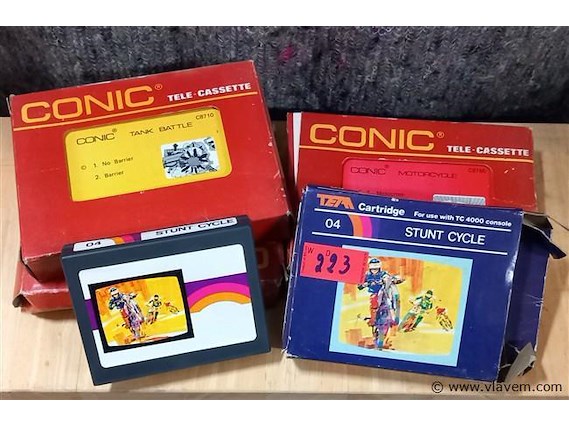 CONIC®
TELE-CASSETTE
CONIC® TANK BATTLE CB710
1. No Barrier
2. Barrier
CONIC®
TELE-CASSETTE
CONIC® MOTORCYCLE
TEAM Cartridge For use with TC 4000 console
04 STUNT CYCLE
223
04 STUNT CYCLE
© www.vlavem.com